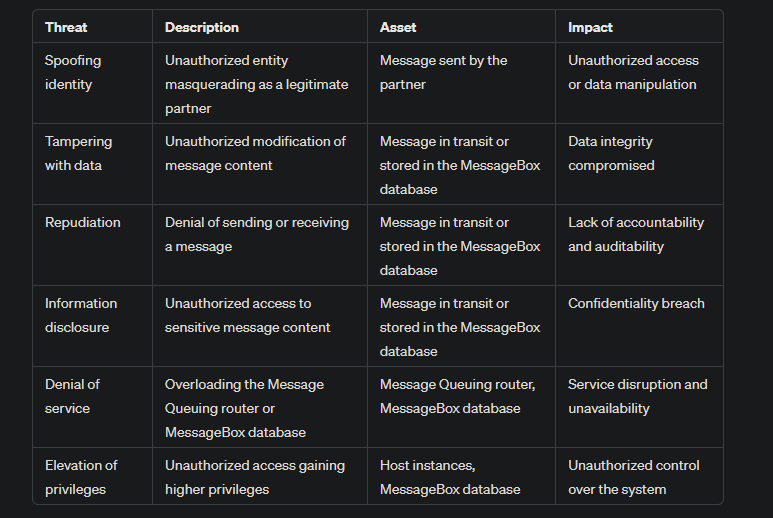 Threat Description Asset Impact
Spoofing identity
Unauthorized entity masquerading as a legitimate partner
Message sent by the partner
Unauthorized access or data manipulation
Tampering with data
Unauthorized modification of message content
Message in transit or stored in the MessageBox database
Data integrity compromised
Repudiation
Denial of sending or receiving a message
Message in transit or stored in the MessageBox database
Lack of accountability and auditability
Information disclosure
Unauthorized access to sensitive message content
Message in transit or stored in the MessageBox database
Confidentiality breach
Denial of service
Overloading the Message Queuing router or MessageBox database
Message Queuing router, MessageBox database
Service disruption and unavailability
Elevation of privileges
Unauthorized access gaining higher privileges
Host instances, MessageBox database
Unauthorized control over the system